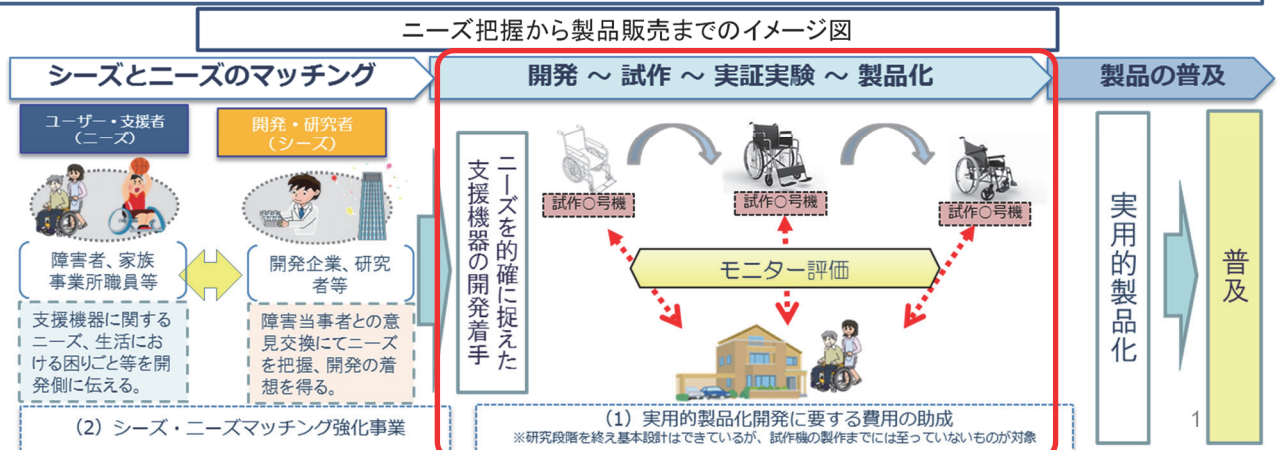 ニーズ把握から製品販売までのイメージ図
シーズとニーズのマッチング
開発 ～ 試作 ～ 実証実験 ～ 製品化
製品の普及
ユーザー・支援者
（ニーズ）
開発・研究者
（シーズ）
障害者、家族
事業所職員等
開発企業、研究
者等
支援機器に関する
ニーズ、生活にお
ける困りごと等を開
発側に伝える。
障害当事者との意
見交換にてニーズ
を把握、開発の着
想を得る。
（2）シーズ・ニーズマッチング強化事業
ニーズを的確に捉えた
支援機器の開発着手
試作○号機
試作○号機
試作○号機
モニター評価
（1）実用的製品化開発に要する費用の助成
※研究段階を終え基本設計はできているが、試作機の製作までには至っていないものが対象
実用的製品化
普及
1